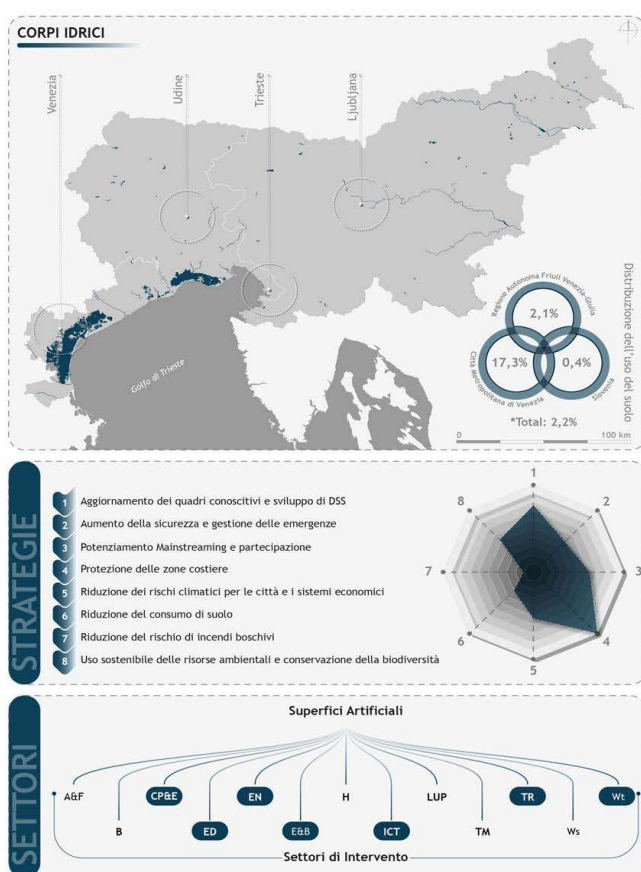 CORPI IDRICI
Venezia
Udine
Trieste
Ljubljana
Golfo di Trieste
Regione Autonoma Friuli Venezia-Giulia
2,1%
17,3%
0,4%
Città Metropolitana di Venezia
Slovenia
*Total: 2,2%
Distribuzione dell'uso del suolo
0
100 km
STRATEGIE
1 Aggiornamento dei quadri conoscitivi e sviluppo di DSS
2 Aumento della sicurezza e gestione delle emergenze
3 Potenziamento Mainstreaming e partecipazione
4 Protezione delle zone costiere
5 Riduzione dei rischi climatici per le città e i sistemi economici
6 Riduzione del consumo di suolo
7 Riduzione del rischio di incendi boschivi
8 Uso sostenibile delle risorse ambientali e conservazione della biodiversità
1
2
3
4
5
6
7
8
SETTORI
Superfici Artificiali
A&F
CP&E
EN
H
LUP
TR
Wt
B
ED
E&B
ICT
TM
Ws
Settori di Intervento